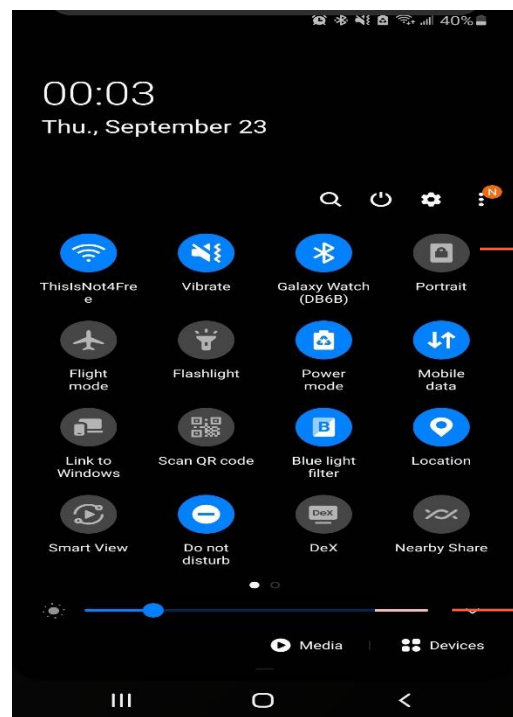 40%
00:03
Thu., September 23
N
ThisIsNot4Fre
e
Vibrate
Galaxy Watch
(DB6B)
Portrait
Flight
mode
Flashlight
Power
mode
Mobile
data
Link to
Windows
Scan QR code
B
Blue light
filter
Location
Smart View
Do not
disturb
DeX
DeX
Nearby Share
Media
Devices